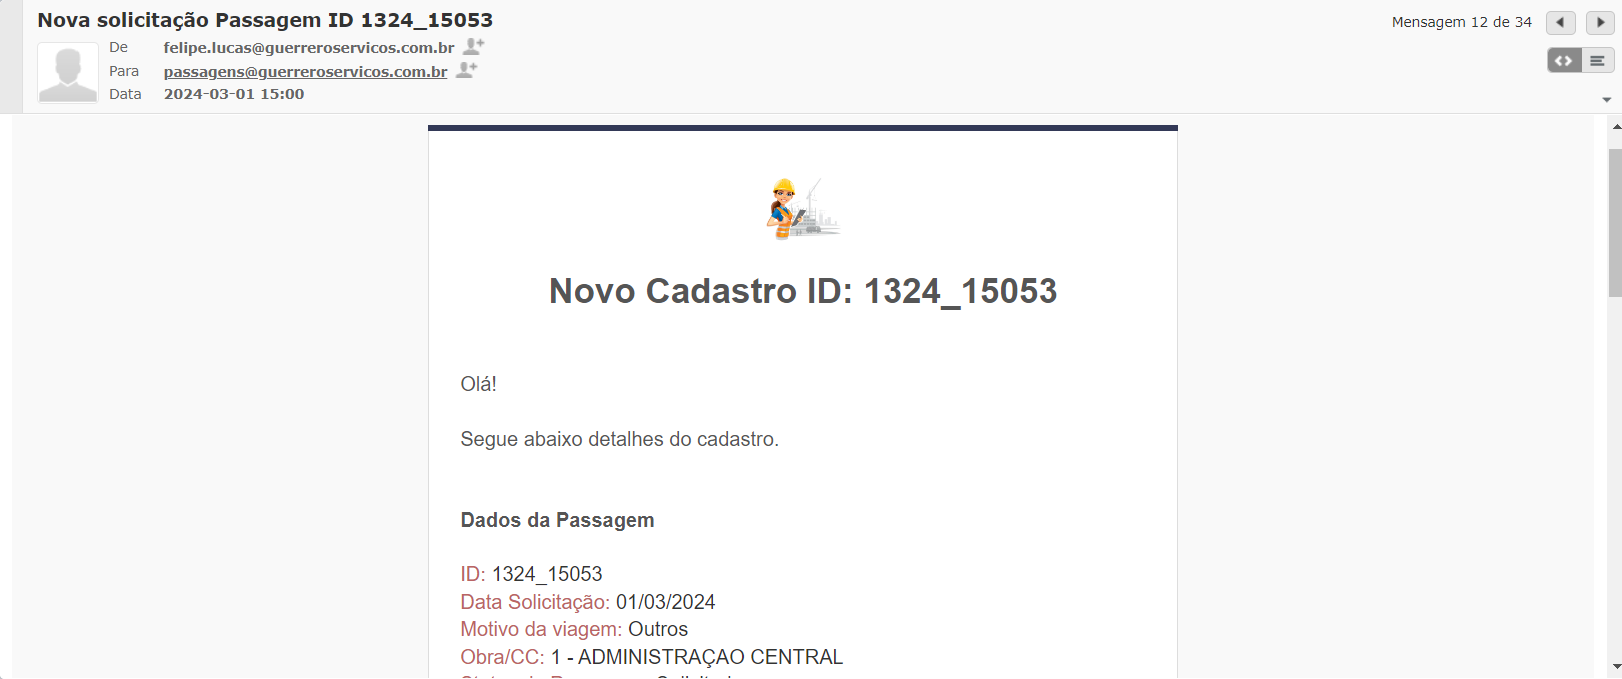 Nova solicitação Passagem ID 1324_15053
Mensagem 12 de 34
De felipe.lucas@guerreroservicos.com.br
Para passagens@guerreroservicos.com.br
Data 2024-03-01 15:00
Novo Cadastro ID: 1324_15053
Olá!
Segue abaixo detalhes do cadastro.
Dados da Passagem
ID: 1324_15053
Data Solicitação: 01/03/2024
Motivo da viagem: Outros
Obra/CC: 1 - ADMINISTRAÇAO CENTRAL